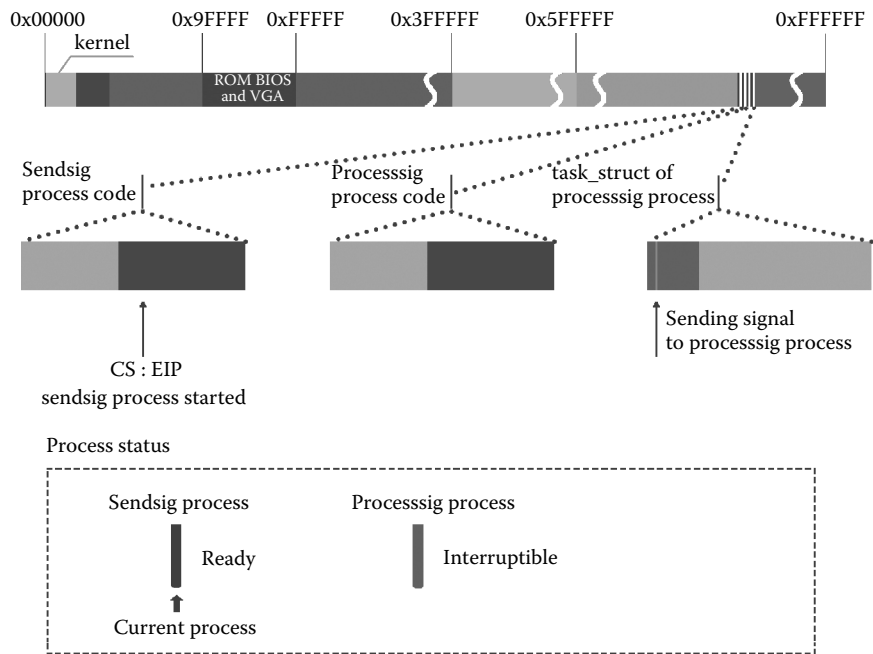 0x00000 0x9FFFF 0xFFFFF 0x3FFFFF 0x5FFFFF 0xFFFFFF
kernel
ROM BIOS
and VGA
Sendsig
process code
Processsig
process code
task_struct of
processsig process
CS : EIP
sendsig process started
Sending signal
to processsig process
Process status
Sendsig process
Processsig process
Ready
Interruptible
Current process